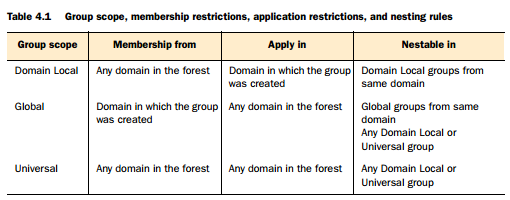 Table 4.1 Group scope, membership restrictions, application restrictions, and nesting rules
Group scope Membership from Apply in Nestable in
Domain Local Any domain in the forest Domain in which the group Domain Local groups from
was created same domain
Global Domain in which the group Any domain in the forest Global groups from same
was created domain
Any Domain Local or
Universal group
Universal Any domain in the forest Any domain in the forest Any Domain Local or
Universal group